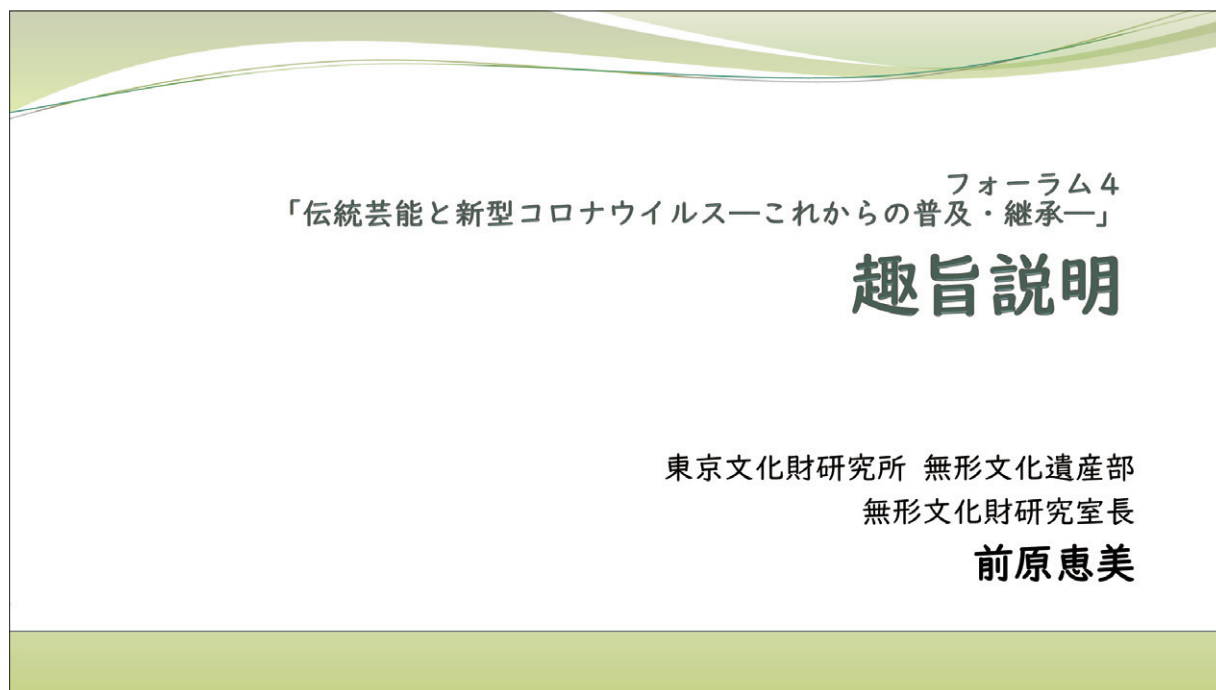 フォーラム4
「伝統芸能と新型コロナウイルス―これからの普及・継承―」
趣旨説明
東京文化財研究所 無形文化遺産部
無形文化財研究室長
前原恵美